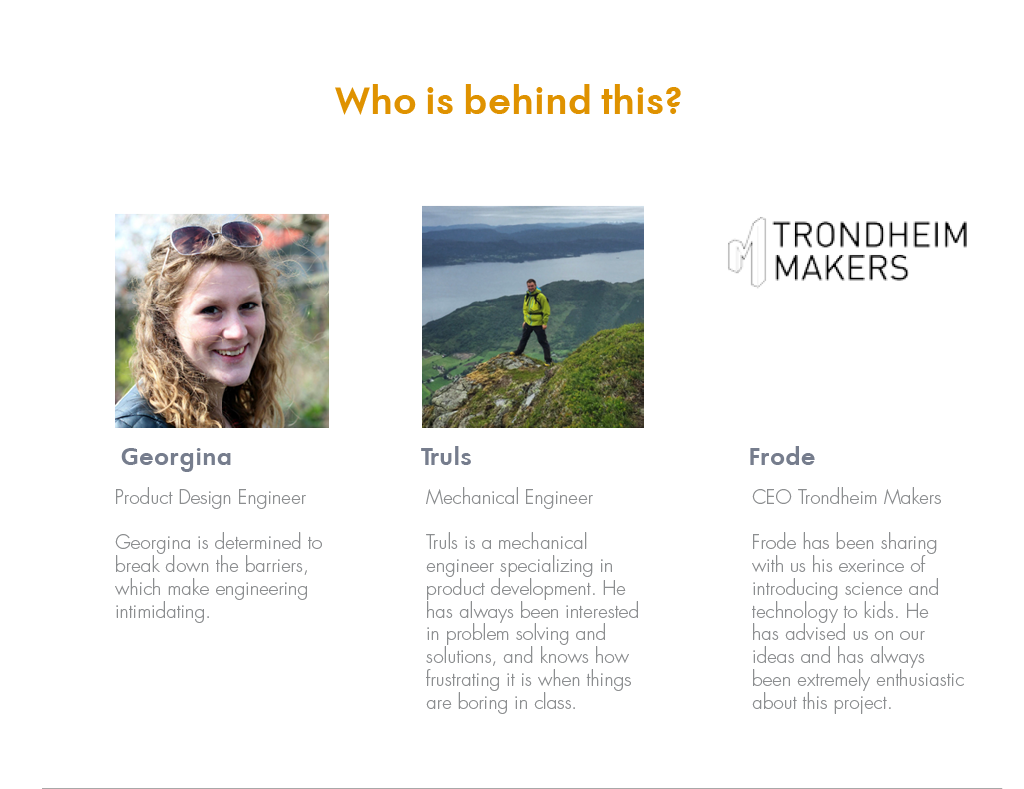 Who is behind this?
TRONDHEIM
MAKERS
Georgina
Product Design Engineer
Georgina is determined to
break down the barriers,
which make engineering
intimidating.
Truls
Mechanical Engineer
Truls is a mechanical
engineer specializing in
product development. He
has always been interested
in problem solving and
solutions, and knows how
frustrating it is when things
are boring in class.
Frode
CEO Trondheim Makers
Frode has been sharing
with us his exerince of
introducing science and
technology to kids. He
has advised us on our
ideas and has always
been extremely enthusiastic
about this project.